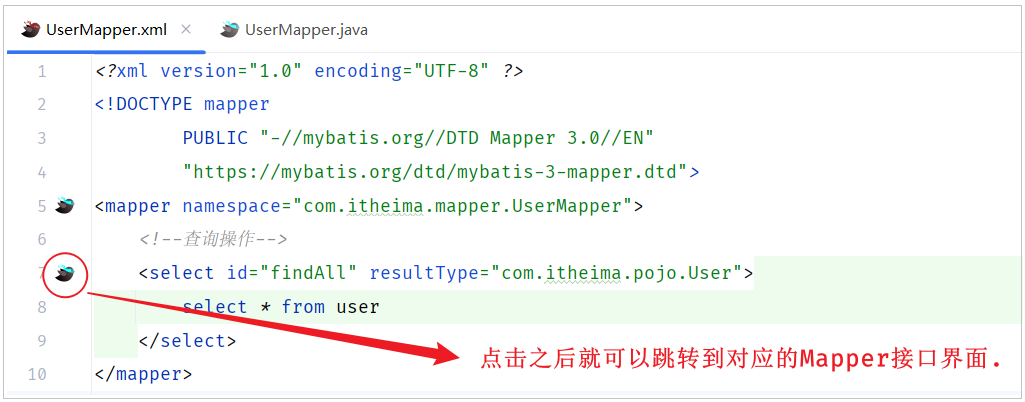 UserMapper.xml × UserMapper.java
1 <?xml version="1.0" encoding="UTF-8" ?>
2 <!DOCTYPE mapper
3 PUBLIC "-//mybatis.org//DTD Mapper 3.0//EN"
4 "https://mybatis.org/dtd/mybatis-3-mapper.dtd">
5 <mapper namespace="com.itheima.mapper.UserMapper">
6 <!--查询操作-->
7 <select id="findAll" resultType="com.itheima.pojo.User">
8 select * from user
9 </select>
点击之后就可以跳转到对应的Mapper接口界面.
10 </mapper>